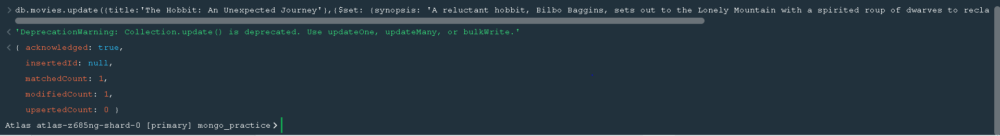 > db.movies.update({title:'The Hobbit: An Unexpected Journey'},{$set: {synopsis: 'A reluctant hobbit, Bilbo Baggins, sets out to the Lonely Mountain with a spirited roup of dwarves to recla
< 'DeprecationWarning: Collection.update() is deprecated. Use updateOne, updateMany, or bulkWrite.'
< { acknowledged: true,
insertedId: null,
matchedCount: 1,
modifiedCount: 1,
upsertedCount: 0 }
Atlas atlas-z685ng-shard-0 [primary] mongo_practice>